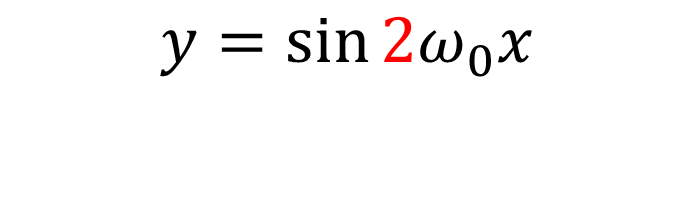 y = sin 2ω₀x